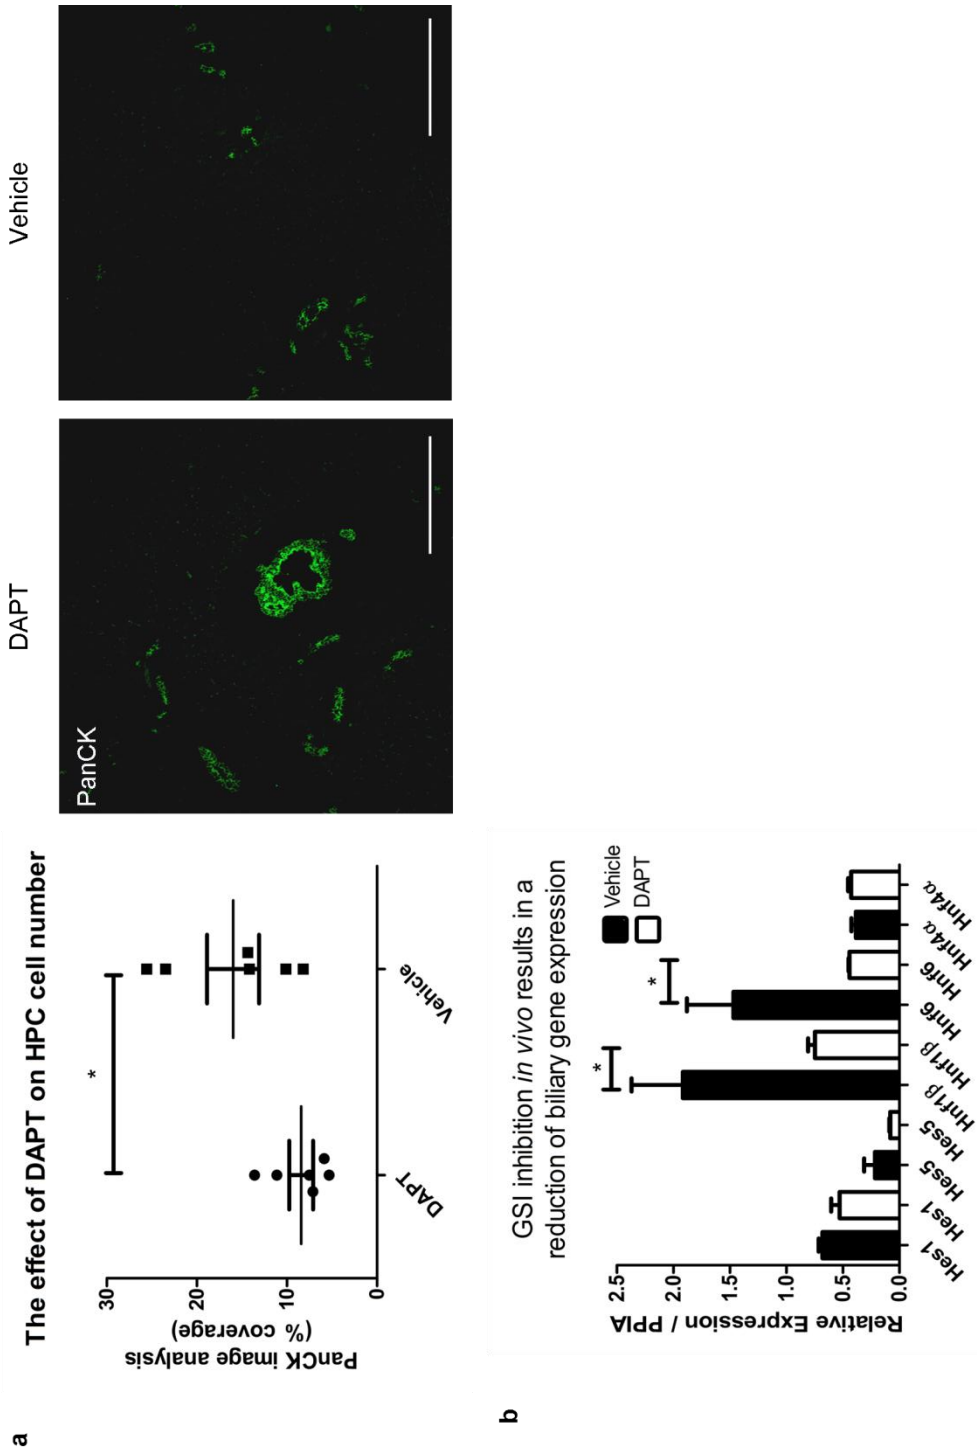 a
The effect of DAPT on HPC cell number
PanCK image analysis
(% coverage)
30
20
10
0
*
DAPT
Vehicle
DAPT
Vehicle
PanCK
b
GSI inhibition in vivo results in a
reduction of biliary gene expression
Relative Expression / PPIA
2.5
2.0
1.5
1.0
0.5
0.0
*
*
Vehicle
DAPT
Hes1
Hes1
Hes5
Hes5
Hnf1β
Hnf1β
Hnf6
Hnf6
Hnf4α
Hnf4α